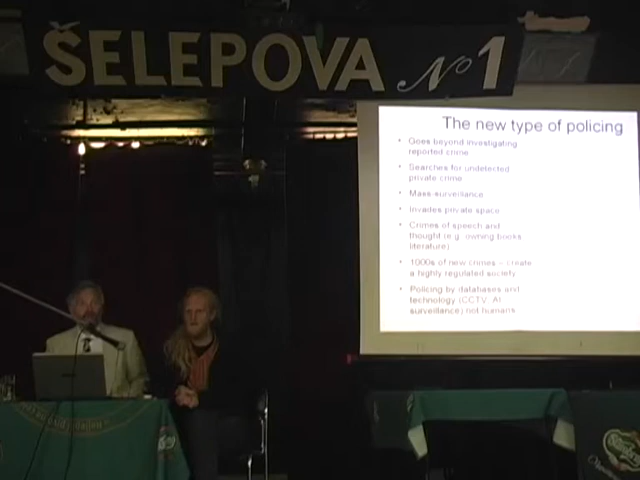 ŠELEPOVA No 1
The new type of policing
• Goes beyond investigating
reported crime
• Searches for undetected
private crime
• Mass surveillance
• Invades private space
• Crimes of speech and
thought (e.g. owning books
literature)
• 1000s of new crimes – create
a highly regulated society
• Policing by databases and
technology (CCTV, AI
surveillance) not humans